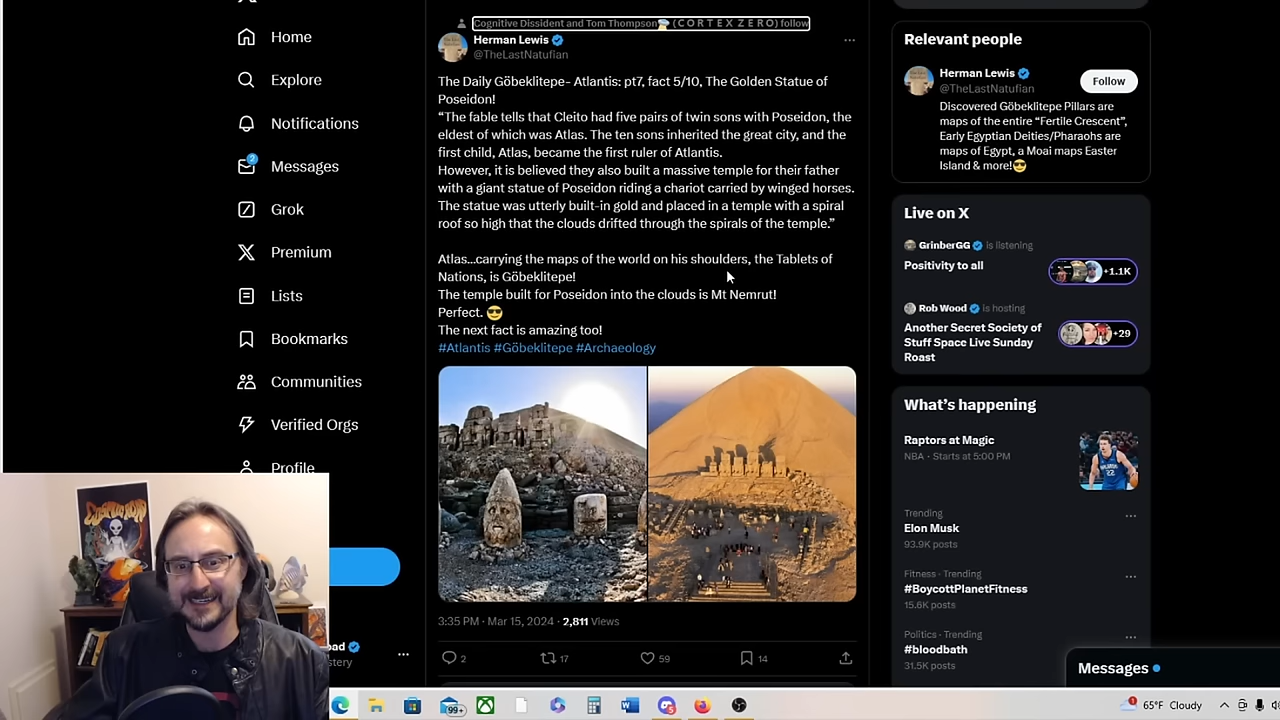 Home
Explore
Notifications
2
Messages
Grok
Premium
Lists
Bookmarks
Communities
Verified Orgs
Profile
Cognitive Dissident and Tom Thompson (C O R T E X Z E R O) follow
Herman Lewis
@TheLastNatufian
The Daily Göbeklitepe- Atlantis: pt7, fact 5/10, The Golden Statue of
Poseidon!
“The fable tells that Cleito had five pairs of twin sons with Poseidon, the
eldest of which was Atlas. The ten sons inherited the great city, and the
first child, Atlas, became the first ruler of Atlantis.
However, it is believed they also built a massive temple for their father
with a giant statue of Poseidon riding a chariot carried by winged horses.
The statue was utterly built-in gold and placed in a temple with a spiral
roof so high that the clouds drifted through the spirals of the temple.”
Atlas...carrying the maps of the world on his shoulders, the Tablets of
Nations, is Göbeklitepe!
The temple built for Poseidon into the clouds is Mt Nemrut!
Perfect. 😎
The next fact is amazing too!
#Atlantis #Göbeklitepe #Archaeology
3:35 PM · Mar 15, 2024 · 2,811 Views
2
17
59
14
Relevant people
Herman Lewis
@TheLastNatufian
Follow
Discovered Göbeklitepe Pillars are
maps of the entire “Fertile Crescent”,
Early Egyptian Deities/Pharaohs are
maps of Egypt, a Moai maps Easter
Island & more!😎
Live on X
GrinberGG is listening
Positivity to all
+1.1K
Rob Wood is hosting
Another Secret Society of
Stuff Space Live Sunday
Roast
+29
What’s happening
Raptors at Magic
NBA · Starts at 5:00 PM
Trending
Elon Musk
93.9K posts
Fitness · Trending
#BoycottPlanetFitness
15.6K posts
Politics · Trending
#bloodbath
31.5K posts
Messages
99+
65°F Cloudy